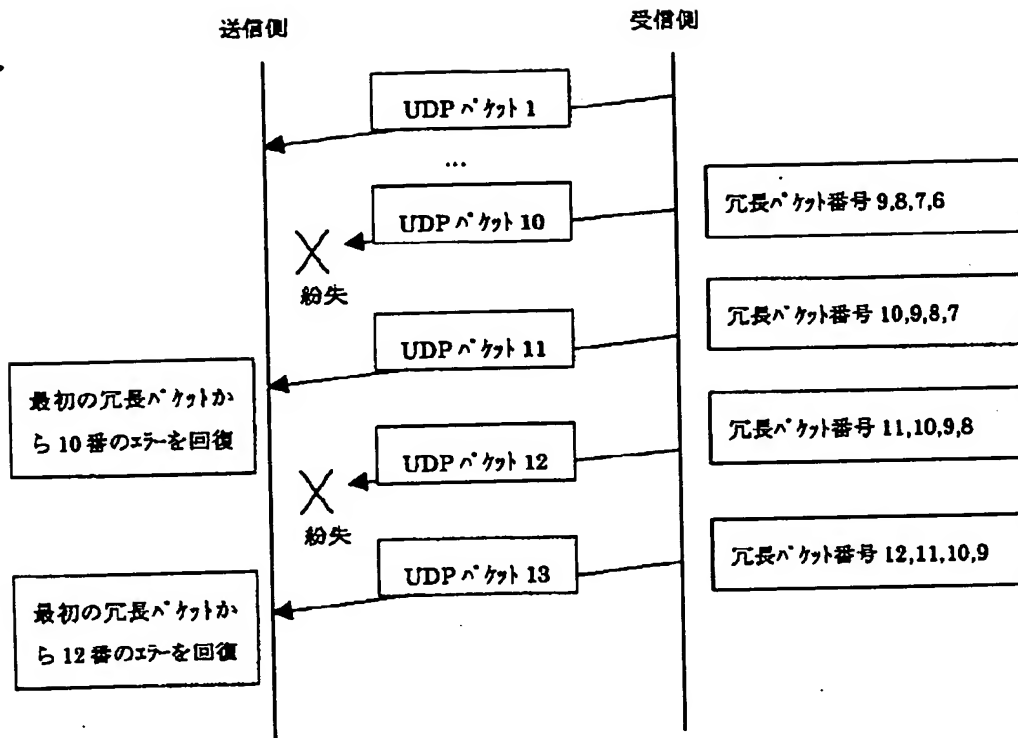 送信側
受信側
UDPパケット1
...
UDPパケット10
冗長パケット番号 9,8,7,6
紛失
冗長パケット番号 10,9,8,7
UDPパケット11
最初の冗長パケットか
ら10番のエラーを回復
冗長パケット番号 11,10,9,8
UDPパケット12
紛失
冗長パケット番号 12,11,10,9
UDPパケット13
最初の冗長パケットか
ら12番のエラーを回復